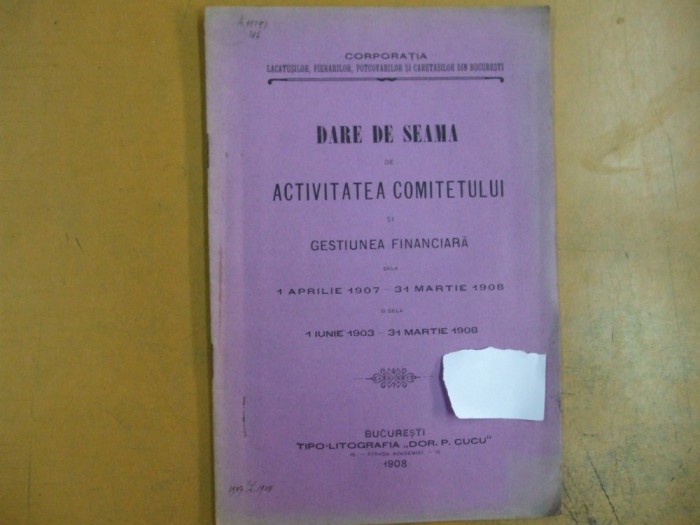 CORPORAȚIA
LACATUȘILOR, FIERARILOR, POTCOVARILOR ȘI CARETAȘILOR DIN BUCUREȘTI
DARE DE SEAMA
DE
ACTIVITATEA COMITETULUI
ȘI
GESTIUNEA FINANCIARĂ
DELA
1 APRILIE 1907 – 31 MARTIE 1908
ȘI DELA
1 IUNIE 1903 – 31 MARTIE 1908
BUCUREȘTI
TIPO-LITOGRAFIA „DOR. P. CUCU"
STRADA ACADEMIEI
1908